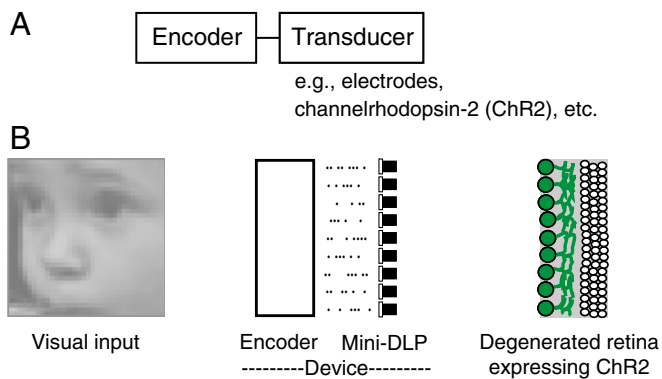 A
Encoder
Transducer
e.g., electrodes,
channelrhodopsin-2 (ChR2), etc.
B
Visual input
Encoder
Mini-DLP
---------Device---------
Degenerated retina
expressing ChR2